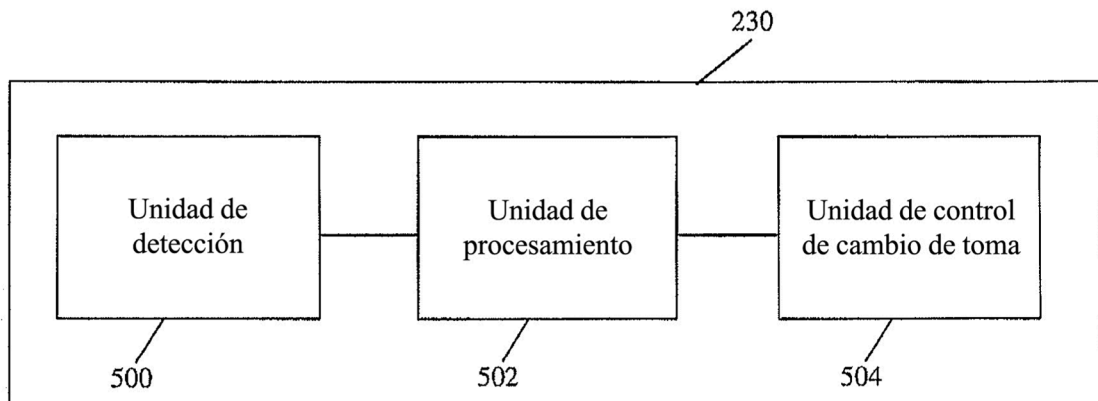 230
Unidad de
detección
Unidad de
procesamiento
Unidad de control
de cambio de toma
500
502
504